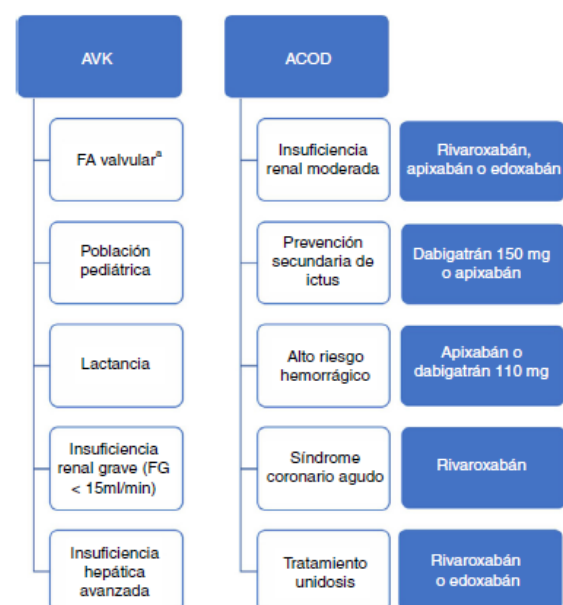 AVK
FA valvularª
Población
pediátrica
Lactancia
Insuficiencia
renal grave (FG
< 15ml/min)
Insuficiencia
hepática
avanzada
ACOD
Insuficiencia
renal moderada
Rivaroxabán,
apixabán o edoxabán
Prevención
secundaria de
ictus
Dabigatrán 150 mg
o apixabán
Alto riesgo
hemorrágico
Apixabán o
dabigatrán 110 mg
Síndrome
coronario agudo
Rivaroxabán
Tratamiento
unidosis
Rivaroxabán
o edoxabán